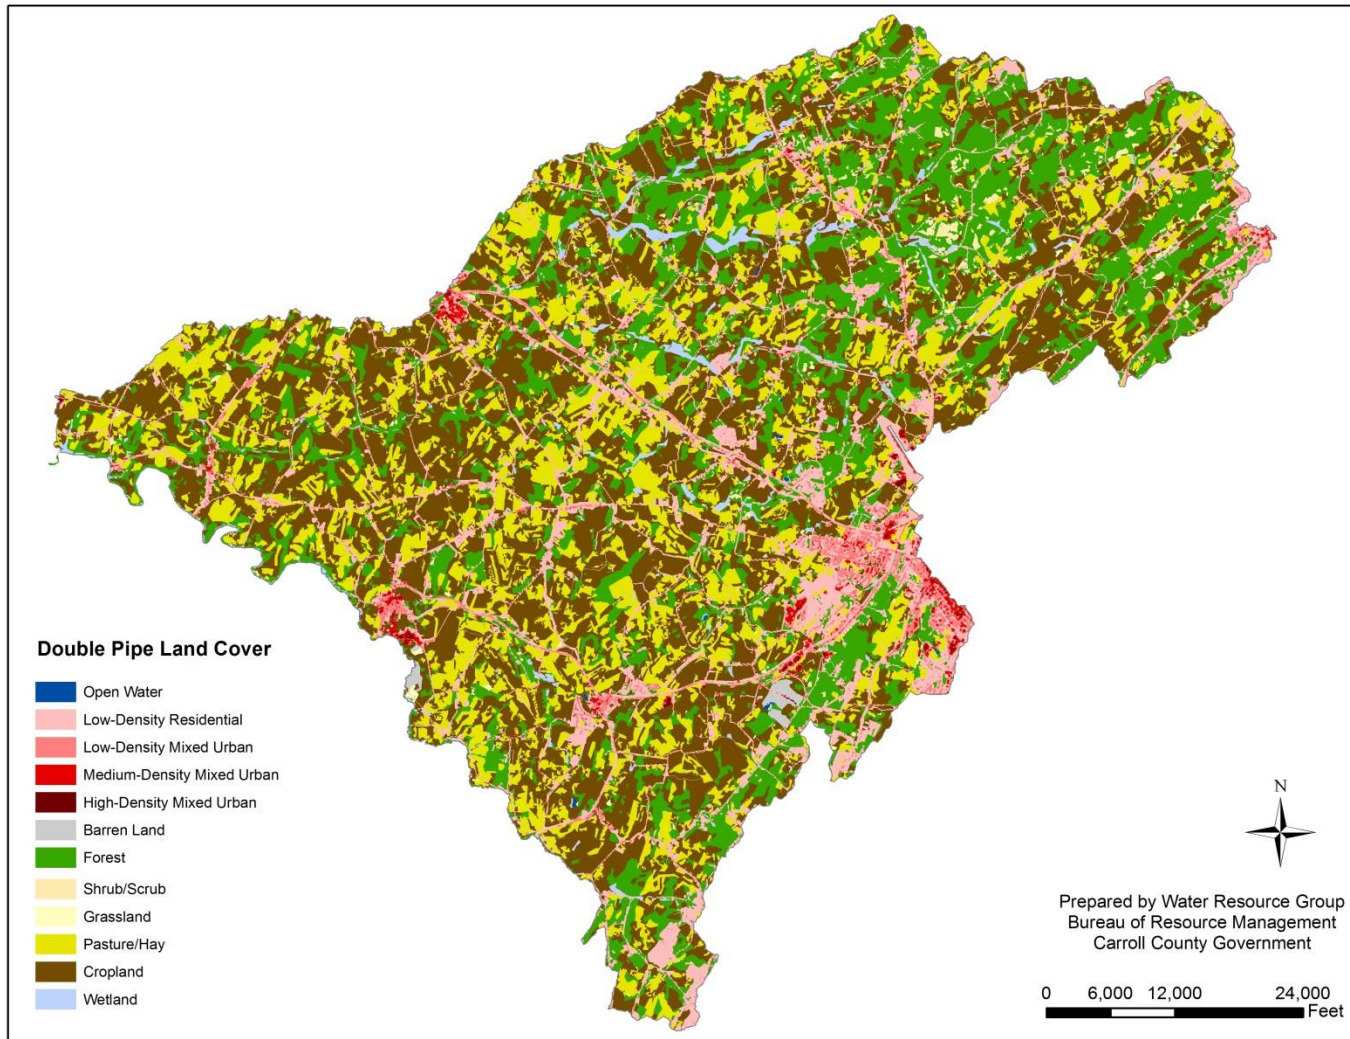 Double Pipe Land Cover
Open Water
Low-Density Residential
Low-Density Mixed Urban
Medium-Density Mixed Urban
High-Density Mixed Urban
Barren Land
Forest
Shrub/Scrub
Grassland
Pasture/Hay
Cropland
Wetland
N
Prepared by Water Resource Group
Bureau of Resource Management
Carroll County Government
0 6,000 12,000 24,000
Feet